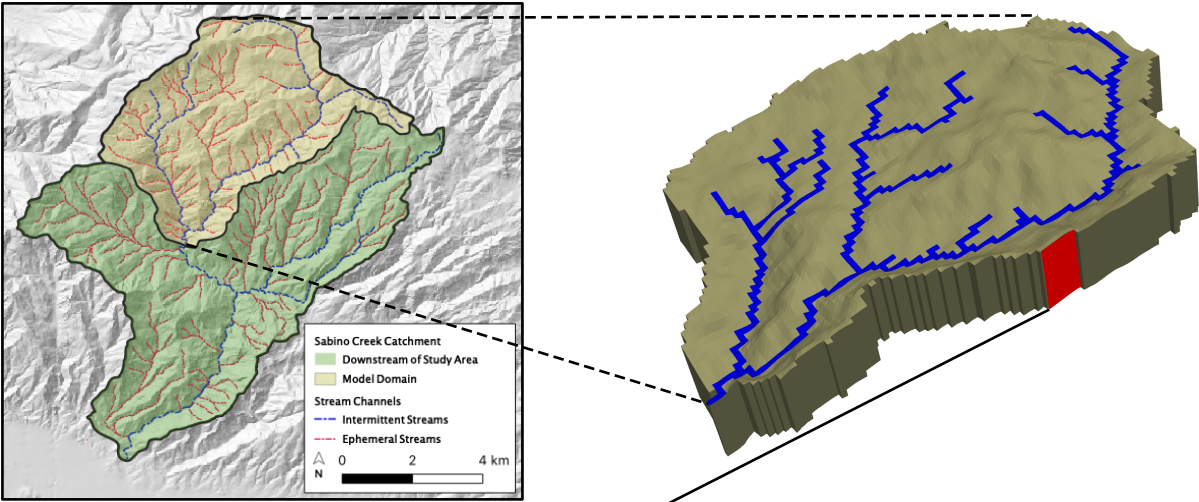 Sabino Creek Catchment
Downstream of Study Area
Model Domain
Stream Channels
Intermittent Streams
Ephemeral Streams
0 2 4 km
N